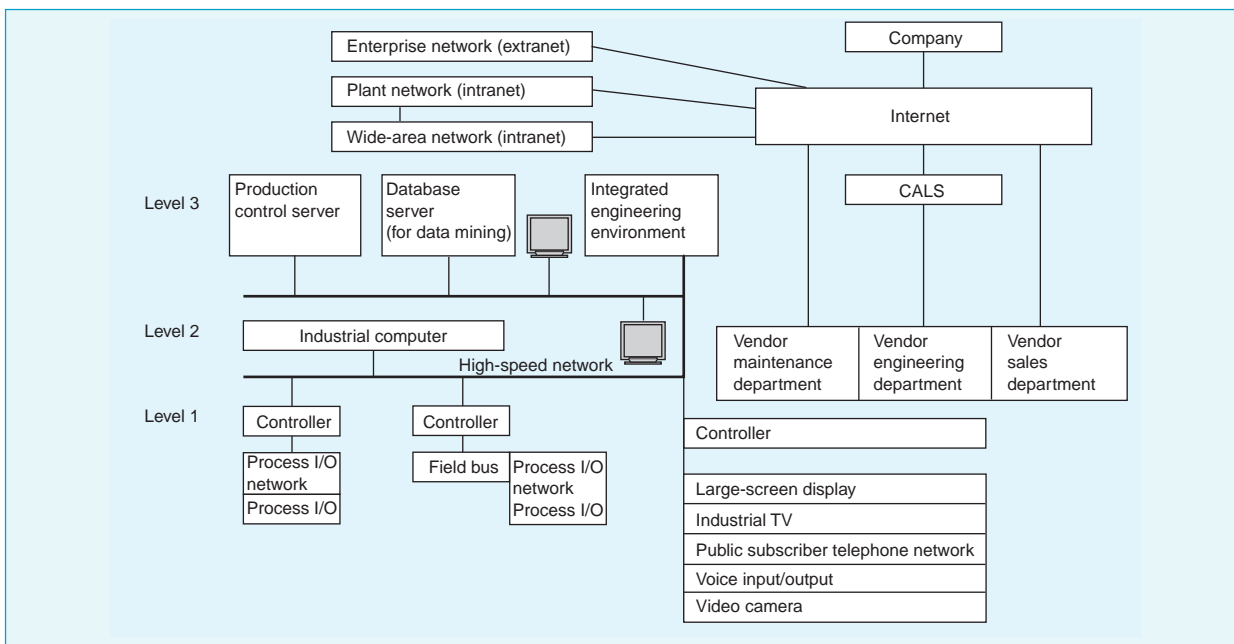 Enterprise network (extranet)
Company
Plant network (intranet)
Internet
Wide-area network (intranet)
Level 3
Production
control server
Database
server
(for data mining)
Integrated
engineering
environment
CALS
Level 2
Industrial computer
High-speed network
Vendor
maintenance
department
Vendor
engineering
department
Vendor
sales
department
Level 1
Controller
Controller
Controller
Process I/O
network
Process I/O
Field bus
Process I/O
network
Process I/O
Large-screen display
Industrial TV
Public subscriber telephone network
Voice input/output
Video camera